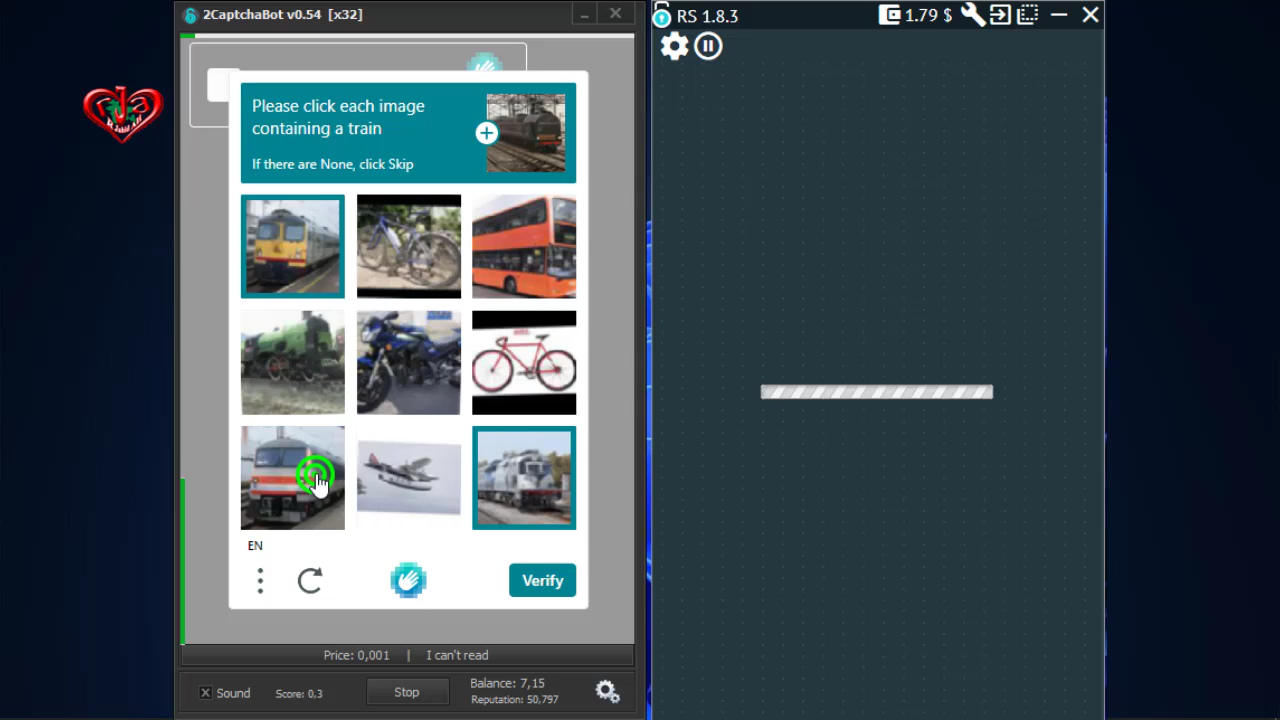 2CaptchaBot v0.54 [x32]
RS 1.8.3
1.79 $
rja
Please click each image
containing a train
If there are None, click Skip
EN
Verify
Price: 0,001 | I can't read
Sound
Score: 0,3
Stop
Balance: 7,15
Reputation: 50,797